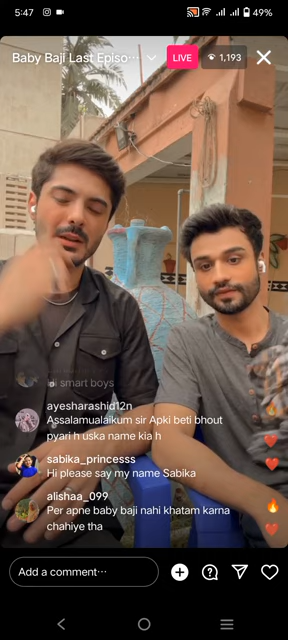 5:47
49%
Baby Baji Last Episo···
LIVE
1,193
smart boys
ayesharashid12n
Assalamualaikum sir Apki beti bhout
pyari h uska name kia h
sabika_princesss
Hi please say my name Sabika
alishaa_099
Per apne baby baji nahi khatam karna
chahiye tha
Add a comment···